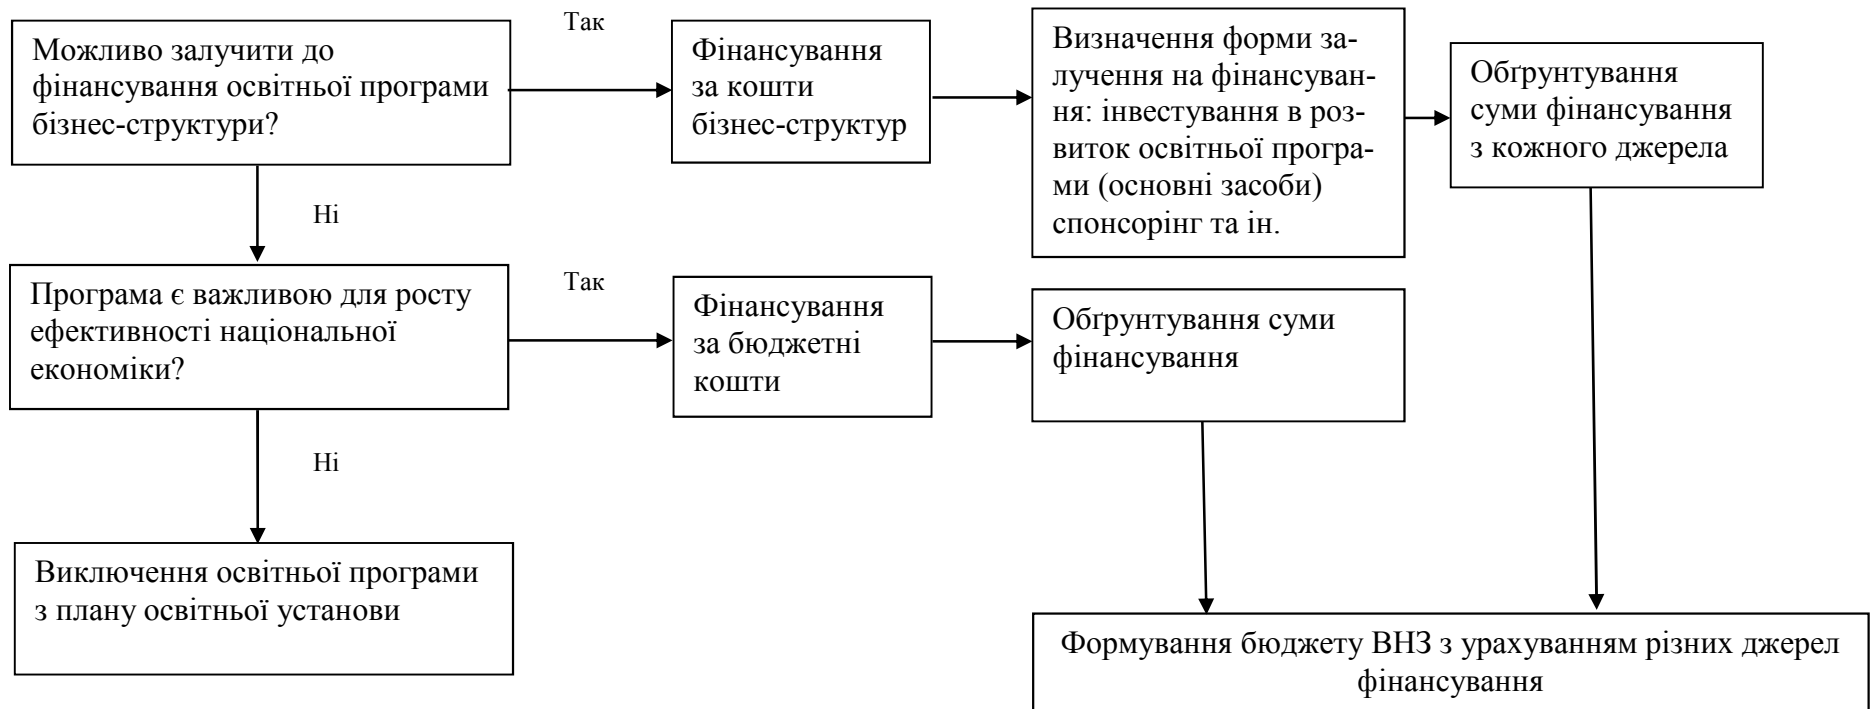 Так
Можливо залучити до
фінансування освітньої програми
бізнес-структури?
Фінансування
за кошти
бізнес-структур
Визначення форми за-
лучення на фінансуван-
ня: інвестування в роз-
виток освітньої програ-
ми (основні засоби)
спонсорінг та ін.
Обґрунтування
суми фінансування
з кожного джерела
Ні
Програма є важливою для росту
ефективності національної
економіки?
Так
Фінансування
за бюджетні
кошти
Обґрунтування суми
фінансування
Ні
Виключення освітньої програми
з плану освітньої установи
Формування бюджету ВНЗ з урахуванням різних джерел
фінансування